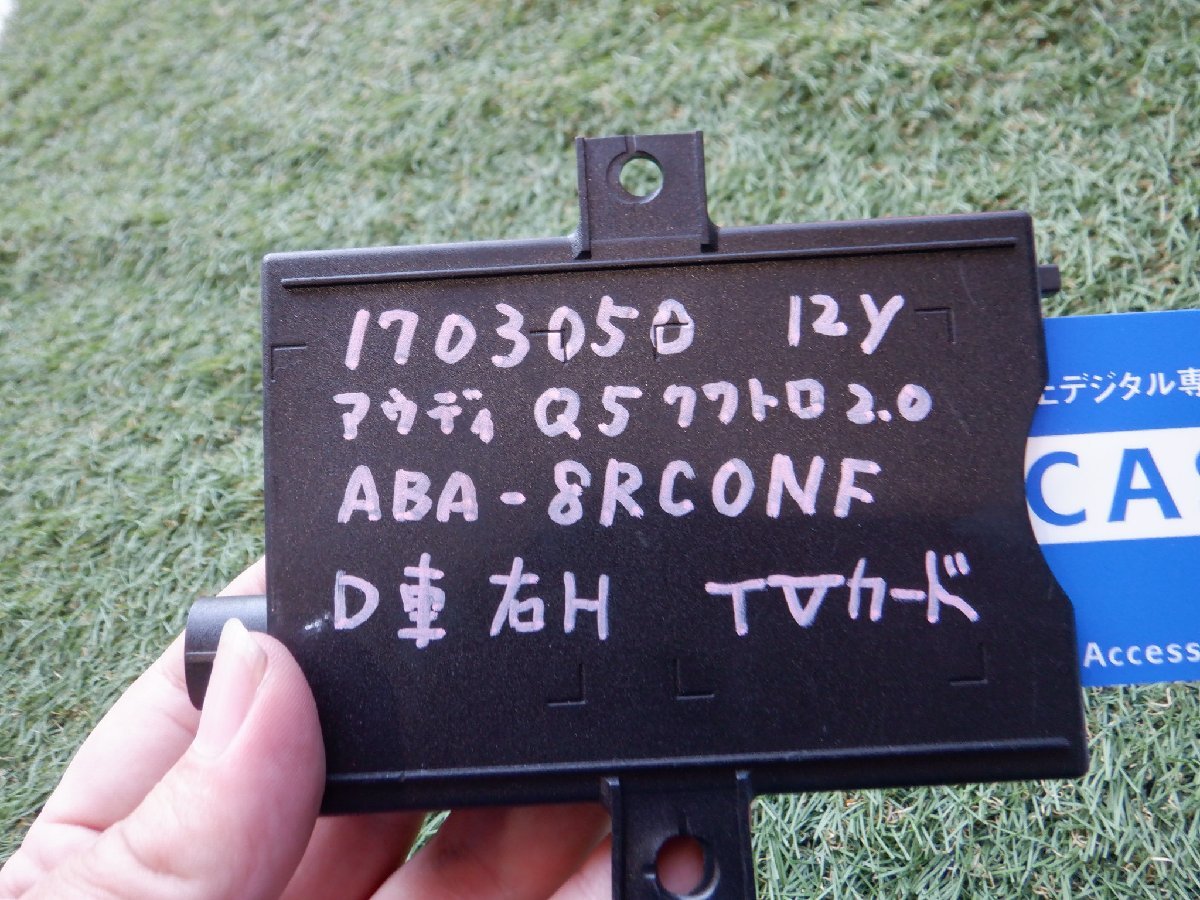 1703050 12Y
アウディ Q5 クワトロ 2.0
ABA-8RCONF
D車 右H TVカード
上デジタル専
CAS
Access